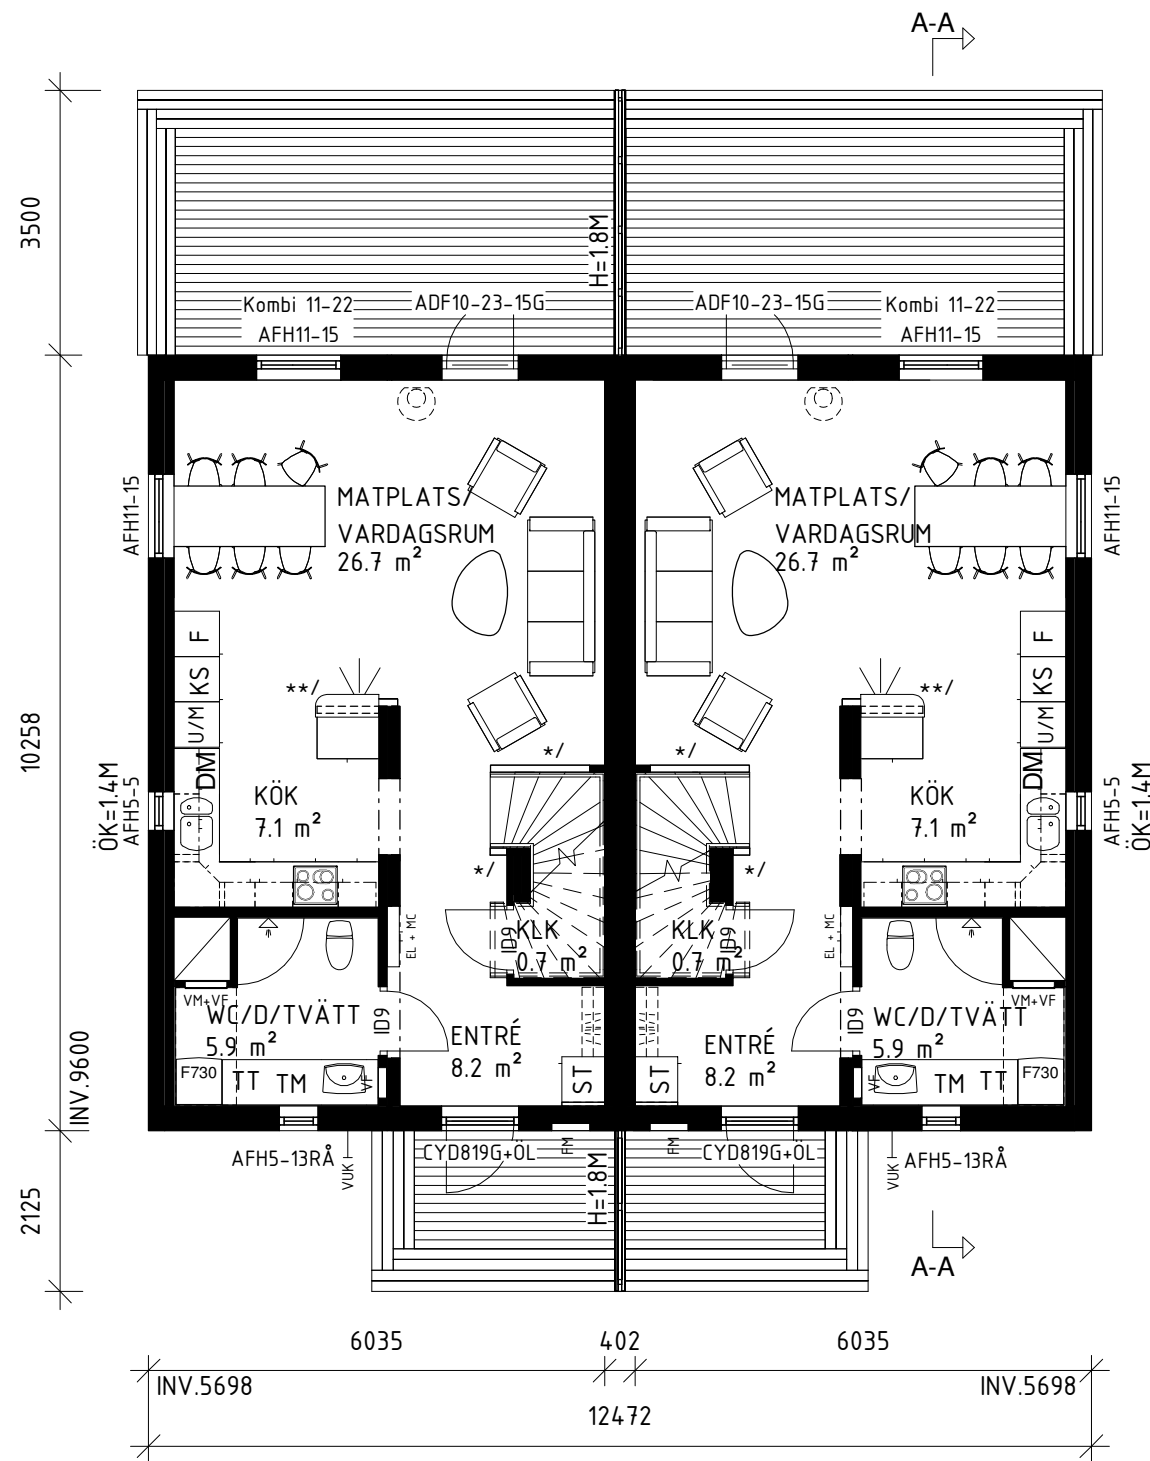 A-A
3500
H=1.8M
Kombi 11-22
AFH11-15
ADF10-23-15G
ADF10-23-15G
Kombi 11-22
AFH11-15
AFH11-15
MATPLATS/
VARDAGSRUM
26.7 m²
MATPLATS/
VARDAGSRUM
26.7 m²
AFH11-15
F
KS
U/M
DM
**/
*/
*/
**/
F
KS
U/M
DM
10258
ÖK=1.4M
AFH5-5
KÖK
7.1 m²
*/
*/
KÖK
7.1 m²
AFH5-5
ÖK=1.4M
EL + MC
ID9
KLK
0.7 m²
KLK
0.7 m²
ID9
EL + MC
VM+VF
WC/D/TVÄTT
5.9 m²
ID9
ENTRÉ
8.2 m²
ENTRÉ
8.2 m²
ID9
VM+VF
WC/D/TVÄTT
5.9 m²
INV.9600
F730
TT
TM
VF
ST
ST
VF
TM
TT
F730
AFH5-13RÅ
VUK
CYD819G+ÖL
FM
H=1.8M
FM
CYD819G+ÖL
VUK
AFH5-13RÅ
2125
A-A
6035
402
6035
INV.5698
INV.5698
12472